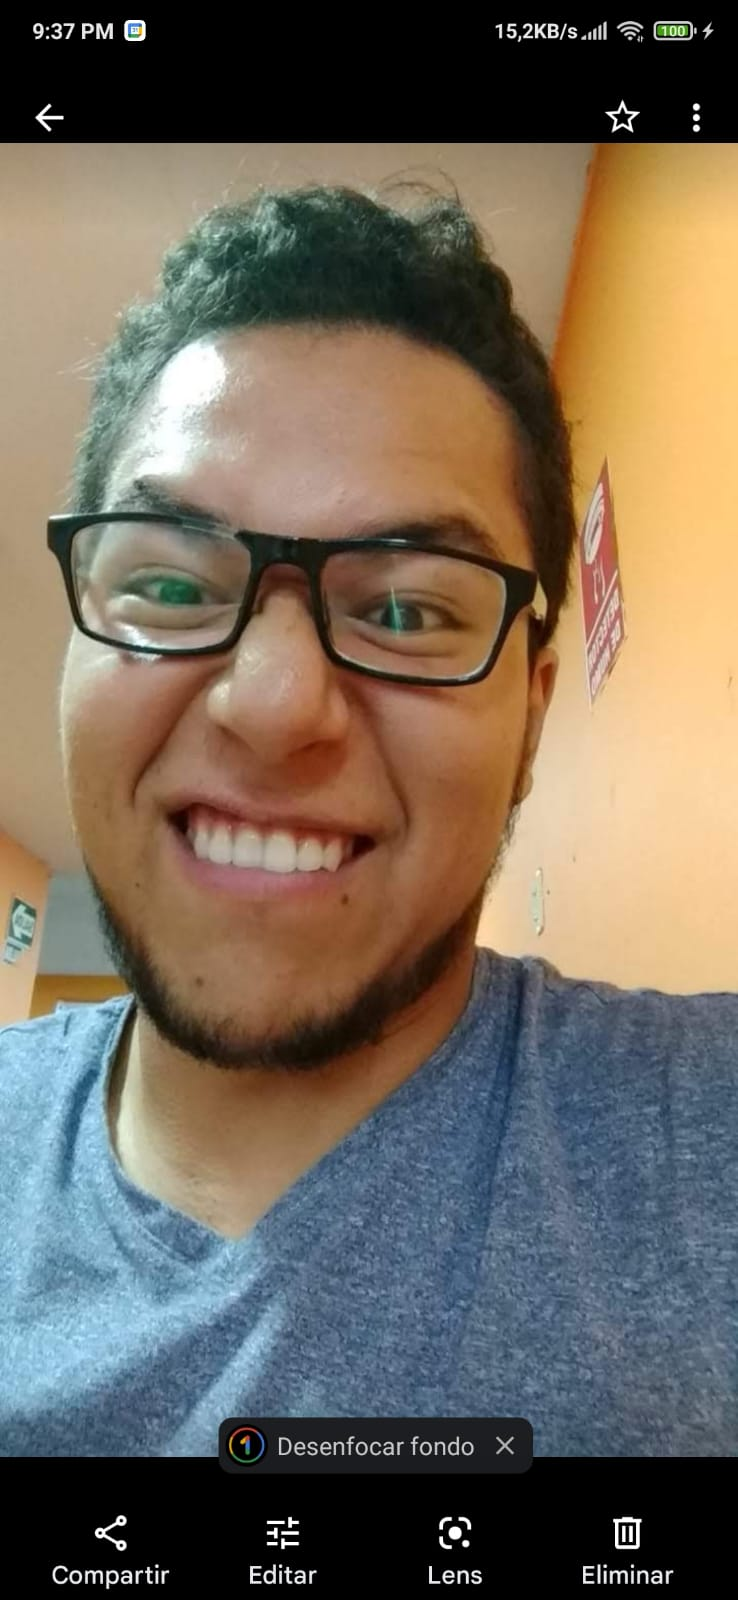 9:37 PM
15,2KB/s
100
Desenfocar fondo
Compartir
Editar
Lens
Eliminar